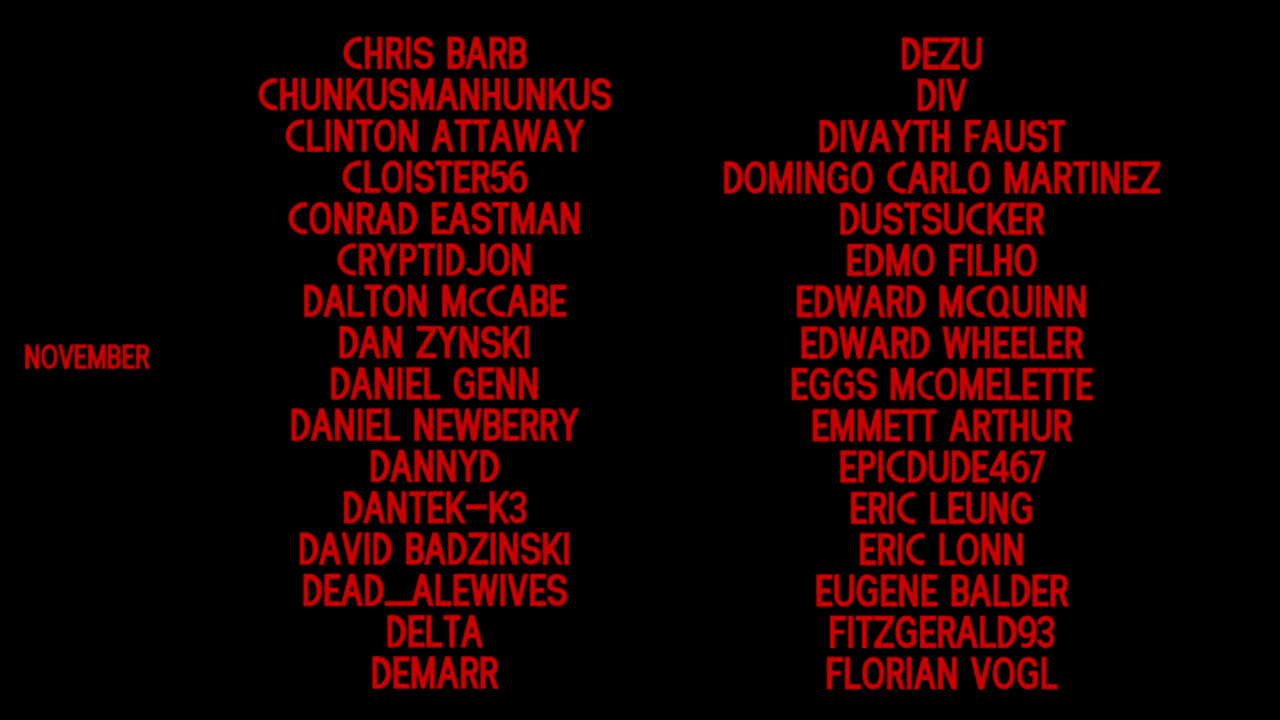 NOVEMBER
CHRIS BARB
CHUNKUSMANHUNKUS
CLINTON ATTAWAY
CLOISTER56
CONRAD EASTMAN
CRYPTIDJON
DALTON McCABE
DAN ZYNSKI
DANIEL GENN
DANIEL NEWBERRY
DANNYD
DANTEK-K3
DAVID BADZINSKI
DEAD_ALEWIVES
DELTA
DEMARR
DEZU
DIV
DIVAYTH FAUST
DOMINGO CARLO MARTINEZ
DUSTSUCKER
EDMO FILHO
EDWARD MCQUINN
EDWARD WHEELER
EGGS McOMELETTE
EMMETT ARTHUR
EPICDUDE467
ERIC LEUNG
ERIC LONN
EUGENE BALDER
FITZGERALD93
FLORIAN VOGL